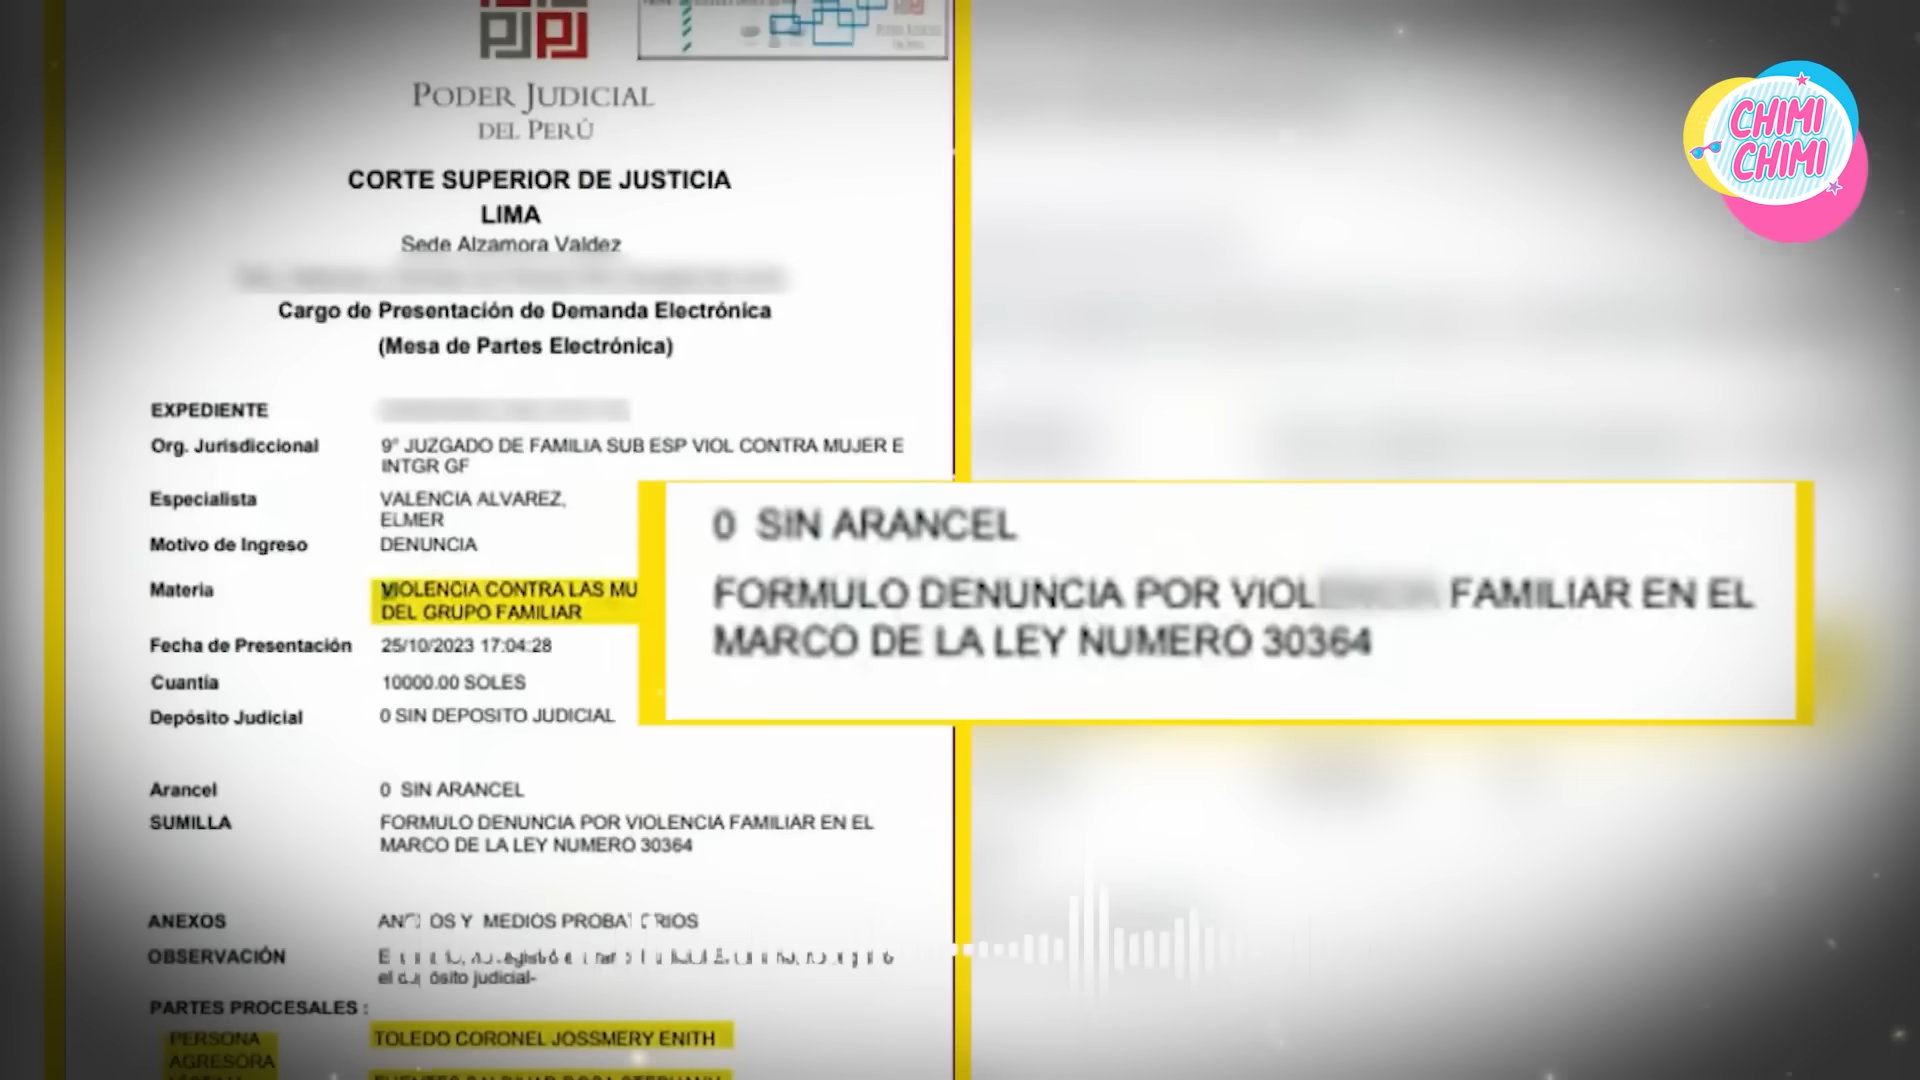 PODER JUDICIAL
DEL PERÚ
CORTE SUPERIOR DE JUSTICIA
LIMA
Sede Alzamora Valdez
Cargo de Presentación de Demanda Electrónica
(Mesa de Partes Electrónica)
EXPEDIENTE
Org. Jurisdiccional 9° JUZGADO DE FAMILIA SUB ESP VIOL CONTRA MUJER E
INTGR GF
Especialista VALENCIA ALVAREZ,
ELMER
Motivo de Ingreso DENUNCIA
Materia VIOLENCIA CONTRA LAS MU
DEL GRUPO FAMILIAR
Fecha de Presentación 25/10/2023 17:04:28
Cuantía 10000.00 SOLES
Depósito Judicial 0 SIN DEPOSITO JUDICIAL
Arancel 0 SIN ARANCEL
SUMILLA FORMULO DENUNCIA POR VIOLENCIA FAMILIAR EN EL
MARCO DE LA LEY NUMERO 30364
ANEXOS Y MEDIOS
OBSERVACIÓN
el judicial-
PARTES PROCESALES :
PERSONA TOLEDO CORONEL JOSSMERY ENITH
AGRESORA
0 SIN ARANCEL
FORMULO DENUNCIA POR FAMILIAR EN EL
MARCO DE LA LEY NUMERO 30364
CHIMI
CHIMI